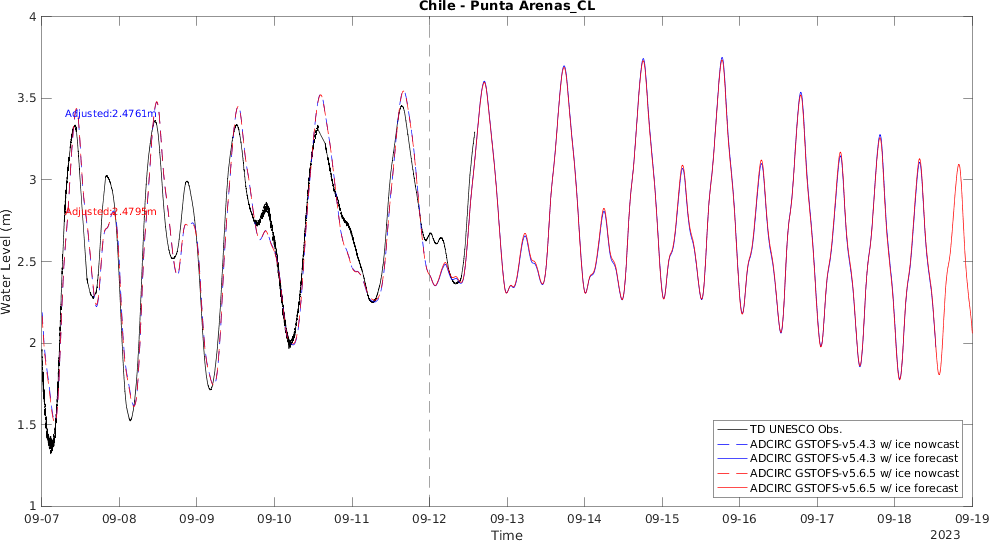 Chile - Punta Arenas_CL
4
3.5
3
2.5
2
1.5
1
Water Level (m)
Adjusted:2.4761m
Adjusted:2.4795m
TD UNESCO Obs.
ADCIRC GSTOFS-v5.4.3 w/ ice nowcast
ADCIRC GSTOFS-v5.4.3 w/ ice forecast
ADCIRC GSTOFS-v5.6.5 w/ ice nowcast
ADCIRC GSTOFS-v5.6.5 w/ ice forecast
09-07 09-08 09-09 09-10 09-11 09-12 09-13 09-14 09-15 09-16 09-17 09-18 09-19
Time
2023